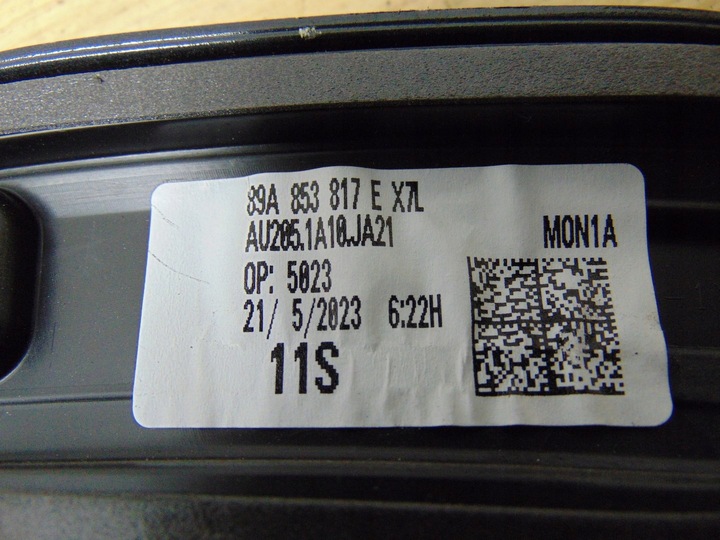 89A 853 817 E X7L
AU205.1A10.JA21 MON1A
OP: 5023
21/ 5/2023 6:22H
11S